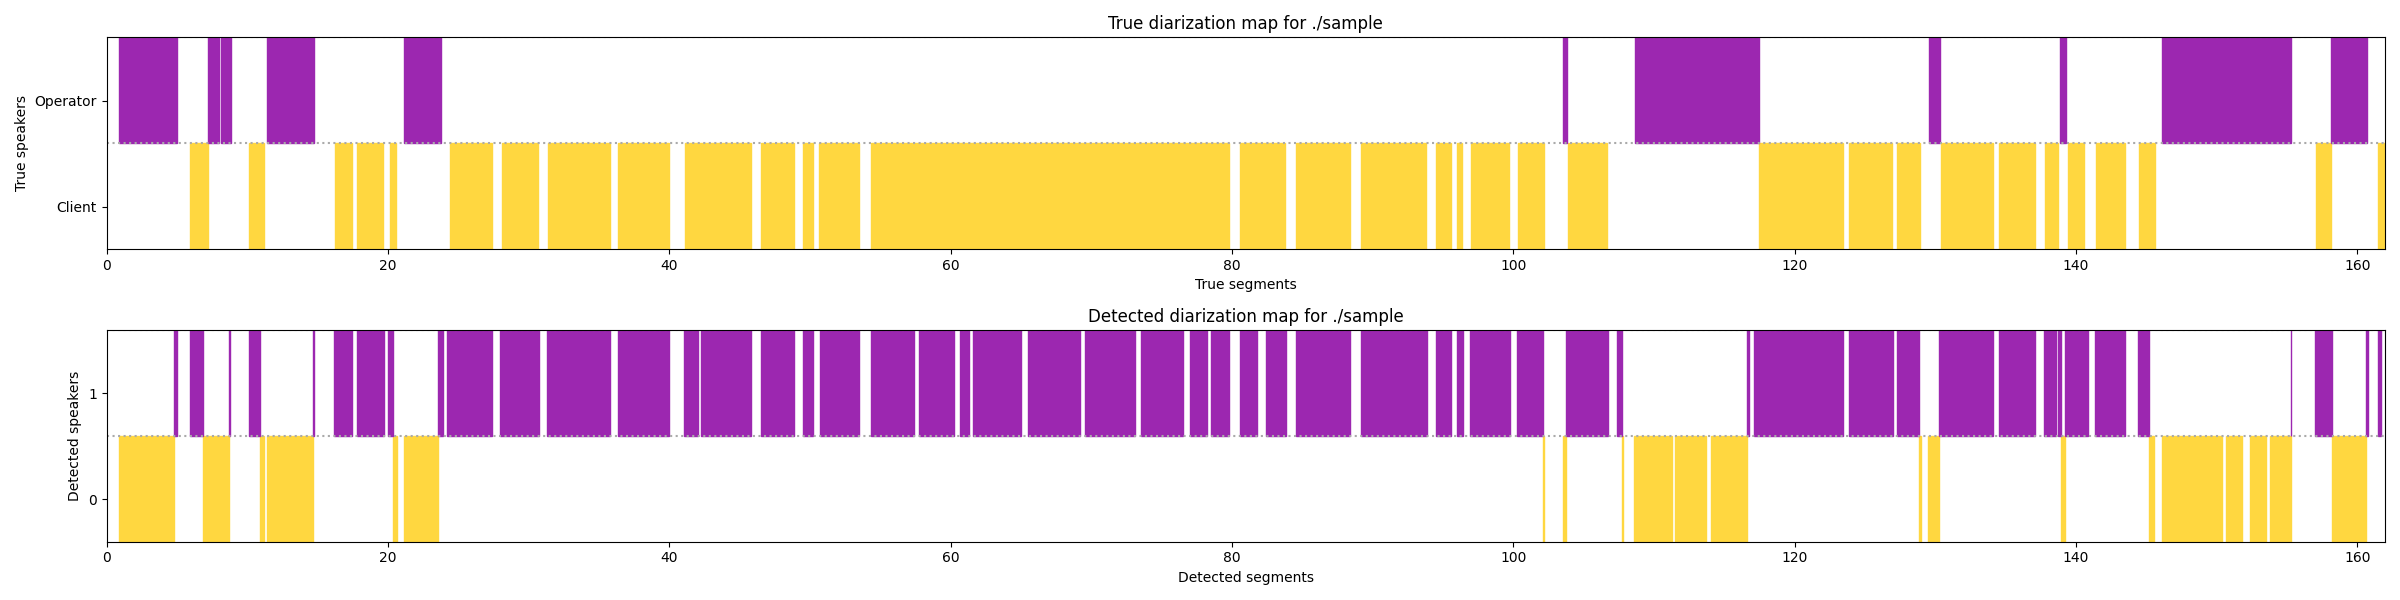 True diarization map for ./sample
True speakers
Operator
Client
0 20 40 60 80 100 120 140 160
True segments
Detected diarization map for ./sample
Detected speakers
1
0
0 20 40 60 80 100 120 140 160
Detected segments